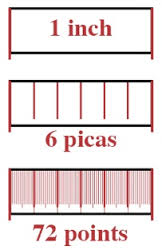 1 inch
6 picas
72 points